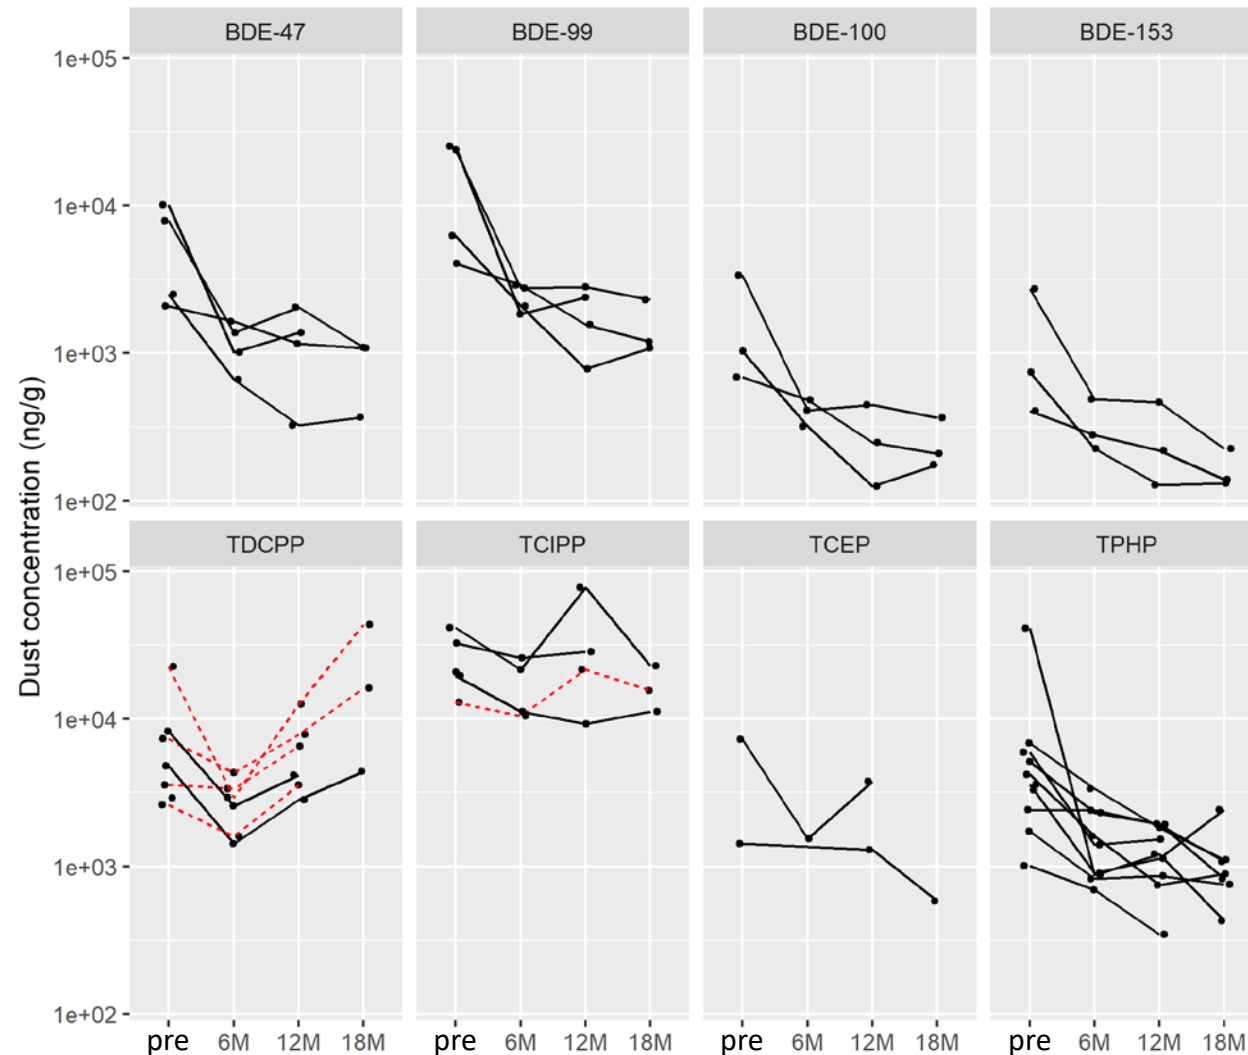 BDE-47 BDE-99 BDE-100 BDE-153
1e+05
1e+04
1e+03
1e+02
Dust concentration (ng/g)
TDCPP TCIPP TCEP TPHP
1e+05
1e+04
1e+03
1e+02
pre 6M 12M 18M pre 6M 12M 18M pre 6M 12M 18M pre 6M 12M 18M